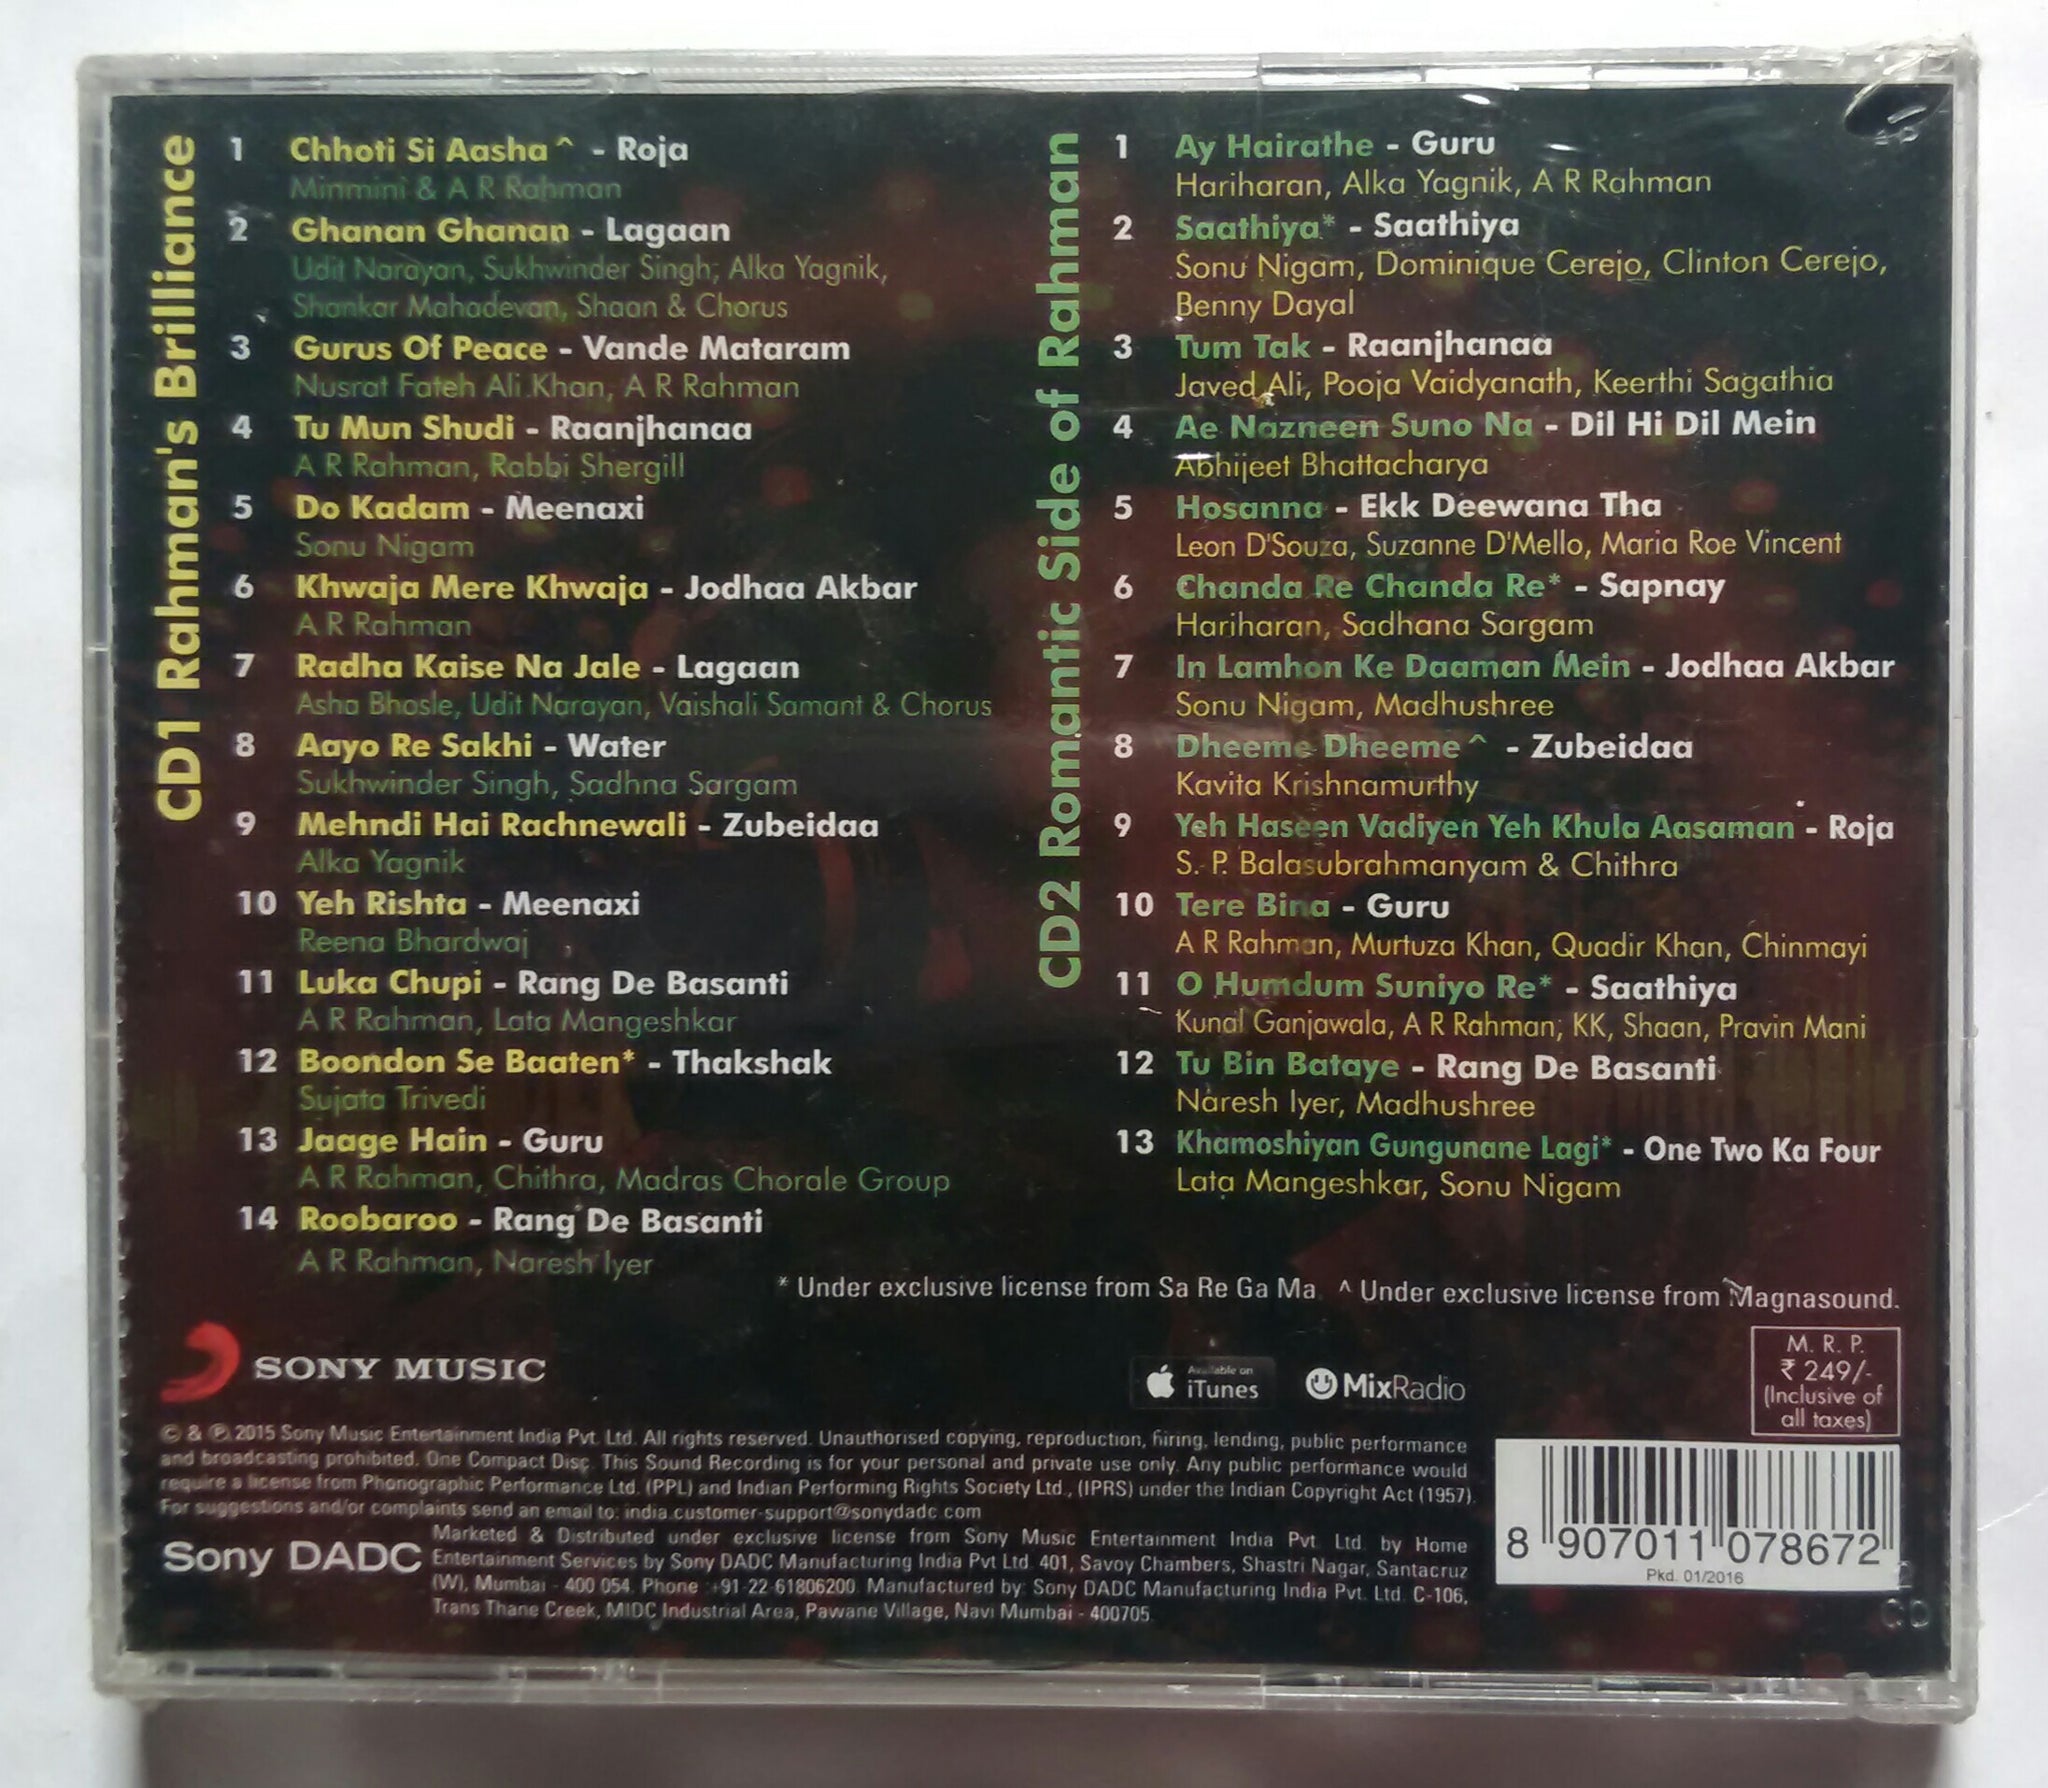 CD1 Rahman's Brilliance
1 Chhoti Si Aasha ^ - Roja
Minmini & A R Rahman
2 Ghanan Ghanan - Lagaan
Udit Narayan, Sukhwinder Singh, Alka Yagnik,
Shankar Mahadevan, Shaan & Chorus
3 Gurus Of Peace - Vande Mataram
Nusrat Fateh Ali Khan, A R Rahman
4 Tu Mun Shudi - Raanjhanaa
A R Rahman, Rabbi Shergill
5 Do Kadam - Meenaxi
Sonu Nigam
6 Khwaja Mere Khwaja - Jodhaa Akbar
A R Rahman
7 Radha Kaise Na Jale - Lagaan
Asha Bhosle, Udit Narayan, Vaishali Samant & Chorus
8 Aayo Re Sakhi - Water
Sukhwinder Singh, Sadhna Sargam
9 Mehndi Hai Rachnewali - Zubeidaa
Alka Yagnik
10 Yeh Rishta - Meenaxi
Reena Bhardwaj
11 Luka Chupi - Rang De Basanti
A R Rahman, Lata Mangeshkar
12 Boondon Se Baaten* - Thakshak
Sujata Trivedi
13 Jaage Hain - Guru
A R Rahman, Chithra, Madras Chorale Group
14 Roobaroo - Rang De Basanti
A R Rahman, Naresh Iyer
CD2 Romantic Side of Rahman
1 Ay Hairathe - Guru
Hariharan, Alka Yagnik, A R Rahman
2 Saathiya* - Saathiya
Sonu Nigam, Dominique Cerejo, Clinton Cerejo,
Benny Dayal
3 Tum Tak - Raanjhanaa
Javed Ali, Pooja Vaidyanath, Keerthi Sagathia
4 Ae Nazneen Suno Na - Dil Hi Dil Mein
Abhijeet Bhattacharya
5 Hosanna - Ekk Deewana Tha
Leon D'Souza, Suzanne D'Mello, Maria Roe Vincent
6 Chanda Re Chanda Re* - Sapnay
Hariharan, Sadhana Sargam
7 In Lamhon Ke Daaman Mein - Jodhaa Akbar
Sonu Nigam, Madhushree
8 Dheeme Dheeme ^ - Zubeidaa
Kavita Krishnamurthy
9 Yeh Haseen Vadiyen Yeh Khula Aasaman - Roja
S. P. Balasubrahmanyam & Chithra
10 Tere Bina - Guru
A R Rahman, Murtuza Khan, Quadir Khan, Chinmayi
11 O Humdum Suniyo Re* - Saathiya
Kunal Ganjawala, A R Rahman, KK, Shaan, Pravin Mani
12 Tu Bin Bataye - Rang De Basanti
Naresh Iyer, Madhushree
13 Khamoshiyan Gungunane Lagi* - One Two Ka Four
Lata Mangeshkar, Sonu Nigam
* Under exclusive license from Sa Re Ga Ma. ^ Under exclusive license from Magnasound.
SONY MUSIC
Available on
iTunes
MixRadio
M. R. P.
₹ 249/-
(Inclusive of
all taxes)
© & ℗ 2015 Sony Music Entertainment India Pvt. Ltd. All rights reserved. Unauthorised copying, reproduction, hiring, lending, public performance
and broadcasting prohibited. One Compact Disc. This Sound Recording is for your personal and private use only. Any public performance would
require a license from Phonographic Performance Ltd. (PPL) and Indian Performing Rights Society Ltd., (IPRS) under the Indian Copyright Act (1957).
For suggestions and/or complaints send an email to: india.customer-support@sonydadc.com
Sony DADC
Marketed & Distributed under exclusive license from Sony Music Entertainment India Pvt. Ltd. by Home
Entertainment Services by Sony DADC Manufacturing India Pvt Ltd. 401, Savoy Chambers, Shastri Nagar, Santacruz
(W), Mumbai - 400 054. Phone :+91-22-61806200. Manufactured by: Sony DADC Manufacturing India Pvt. Ltd. C-106,
Trans Thane Creek, MIDC Industrial Area, Pawane Village, Navi Mumbai - 400705.
8 907011 078672
Pkd. 01/2016
CD